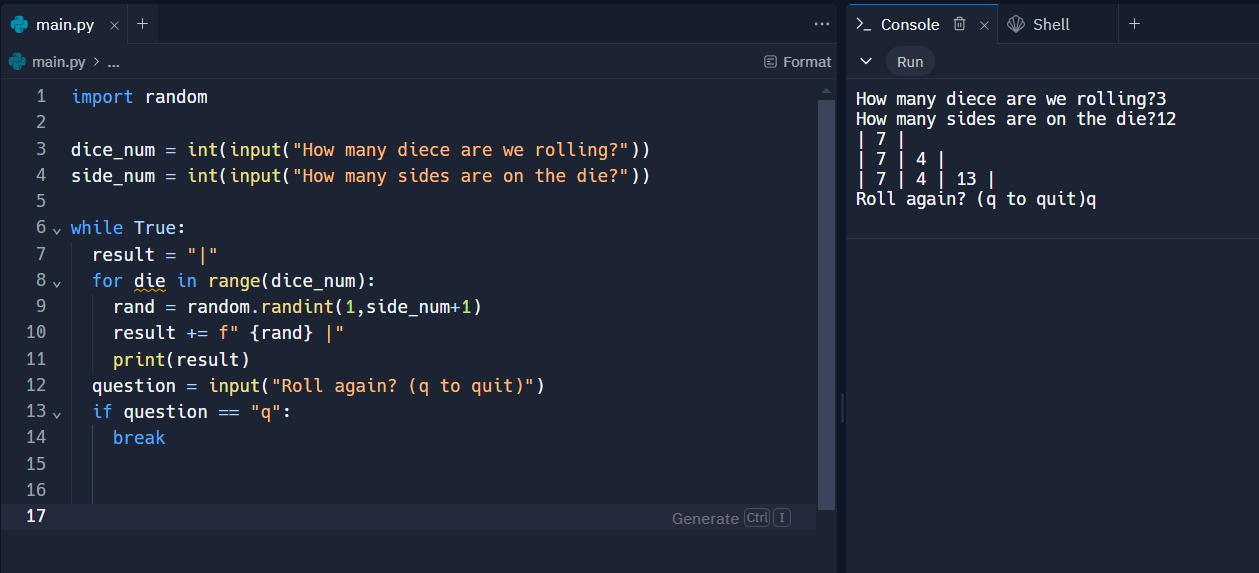 main.py × +
main.py > ...
Format
1 import random
2
3 dice_num = int(input("How many diece are we rolling?"))
4 side_num = int(input("How many sides are on the die?"))
5
6 while True:
7 result = "|"
8 for die in range(dice_num):
9 rand = random.randint(1,side_num+1)
10 result += f" {rand} |"
11 print(result)
12 question = input("Roll again? (q to quit)")
13 if question == "q":
14 break
15
16
17
Generate Ctrl I
>_ Console × Shell +
Run
How many diece are we rolling?3
How many sides are on the die?12
| 7 |
| 7 | 4 |
| 7 | 4 | 13 |
Roll again? (q to quit)q